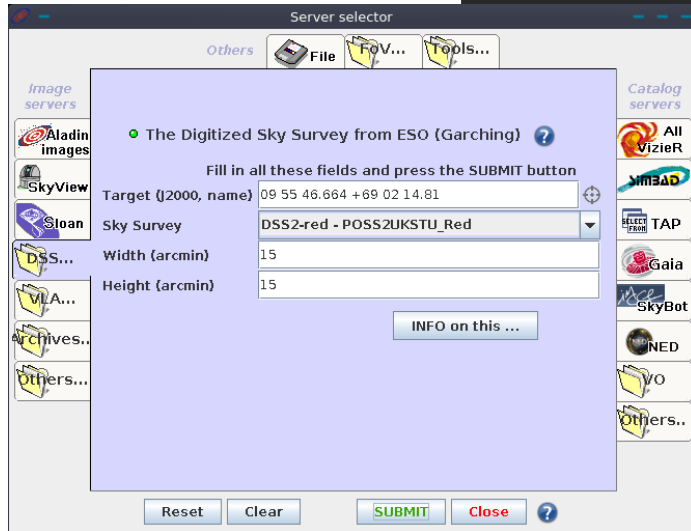 Server selector
Others
File
FoV...
Tools...
Image
servers
Catalog
servers
Aladin
images
SkyView
Sloan
DSS...
VLA...
Archives..
Others...
The Digitized Sky Survey from ESO (Garching) ?
Fill in all these fields and press the SUBMIT button
Target (J2000, name) 09 55 46.664 +69 02 14.81
Sky Survey DSS2-red - POSS2UKSTU_Red
Width (arcmin) 15
Height (arcmin) 15
INFO on this ...
All
VizieR
SIMBAD
SELECT
FROM
TAP
Gaia
SkyBot
NED
VO
Others..
Reset Clear SUBMIT Close ?